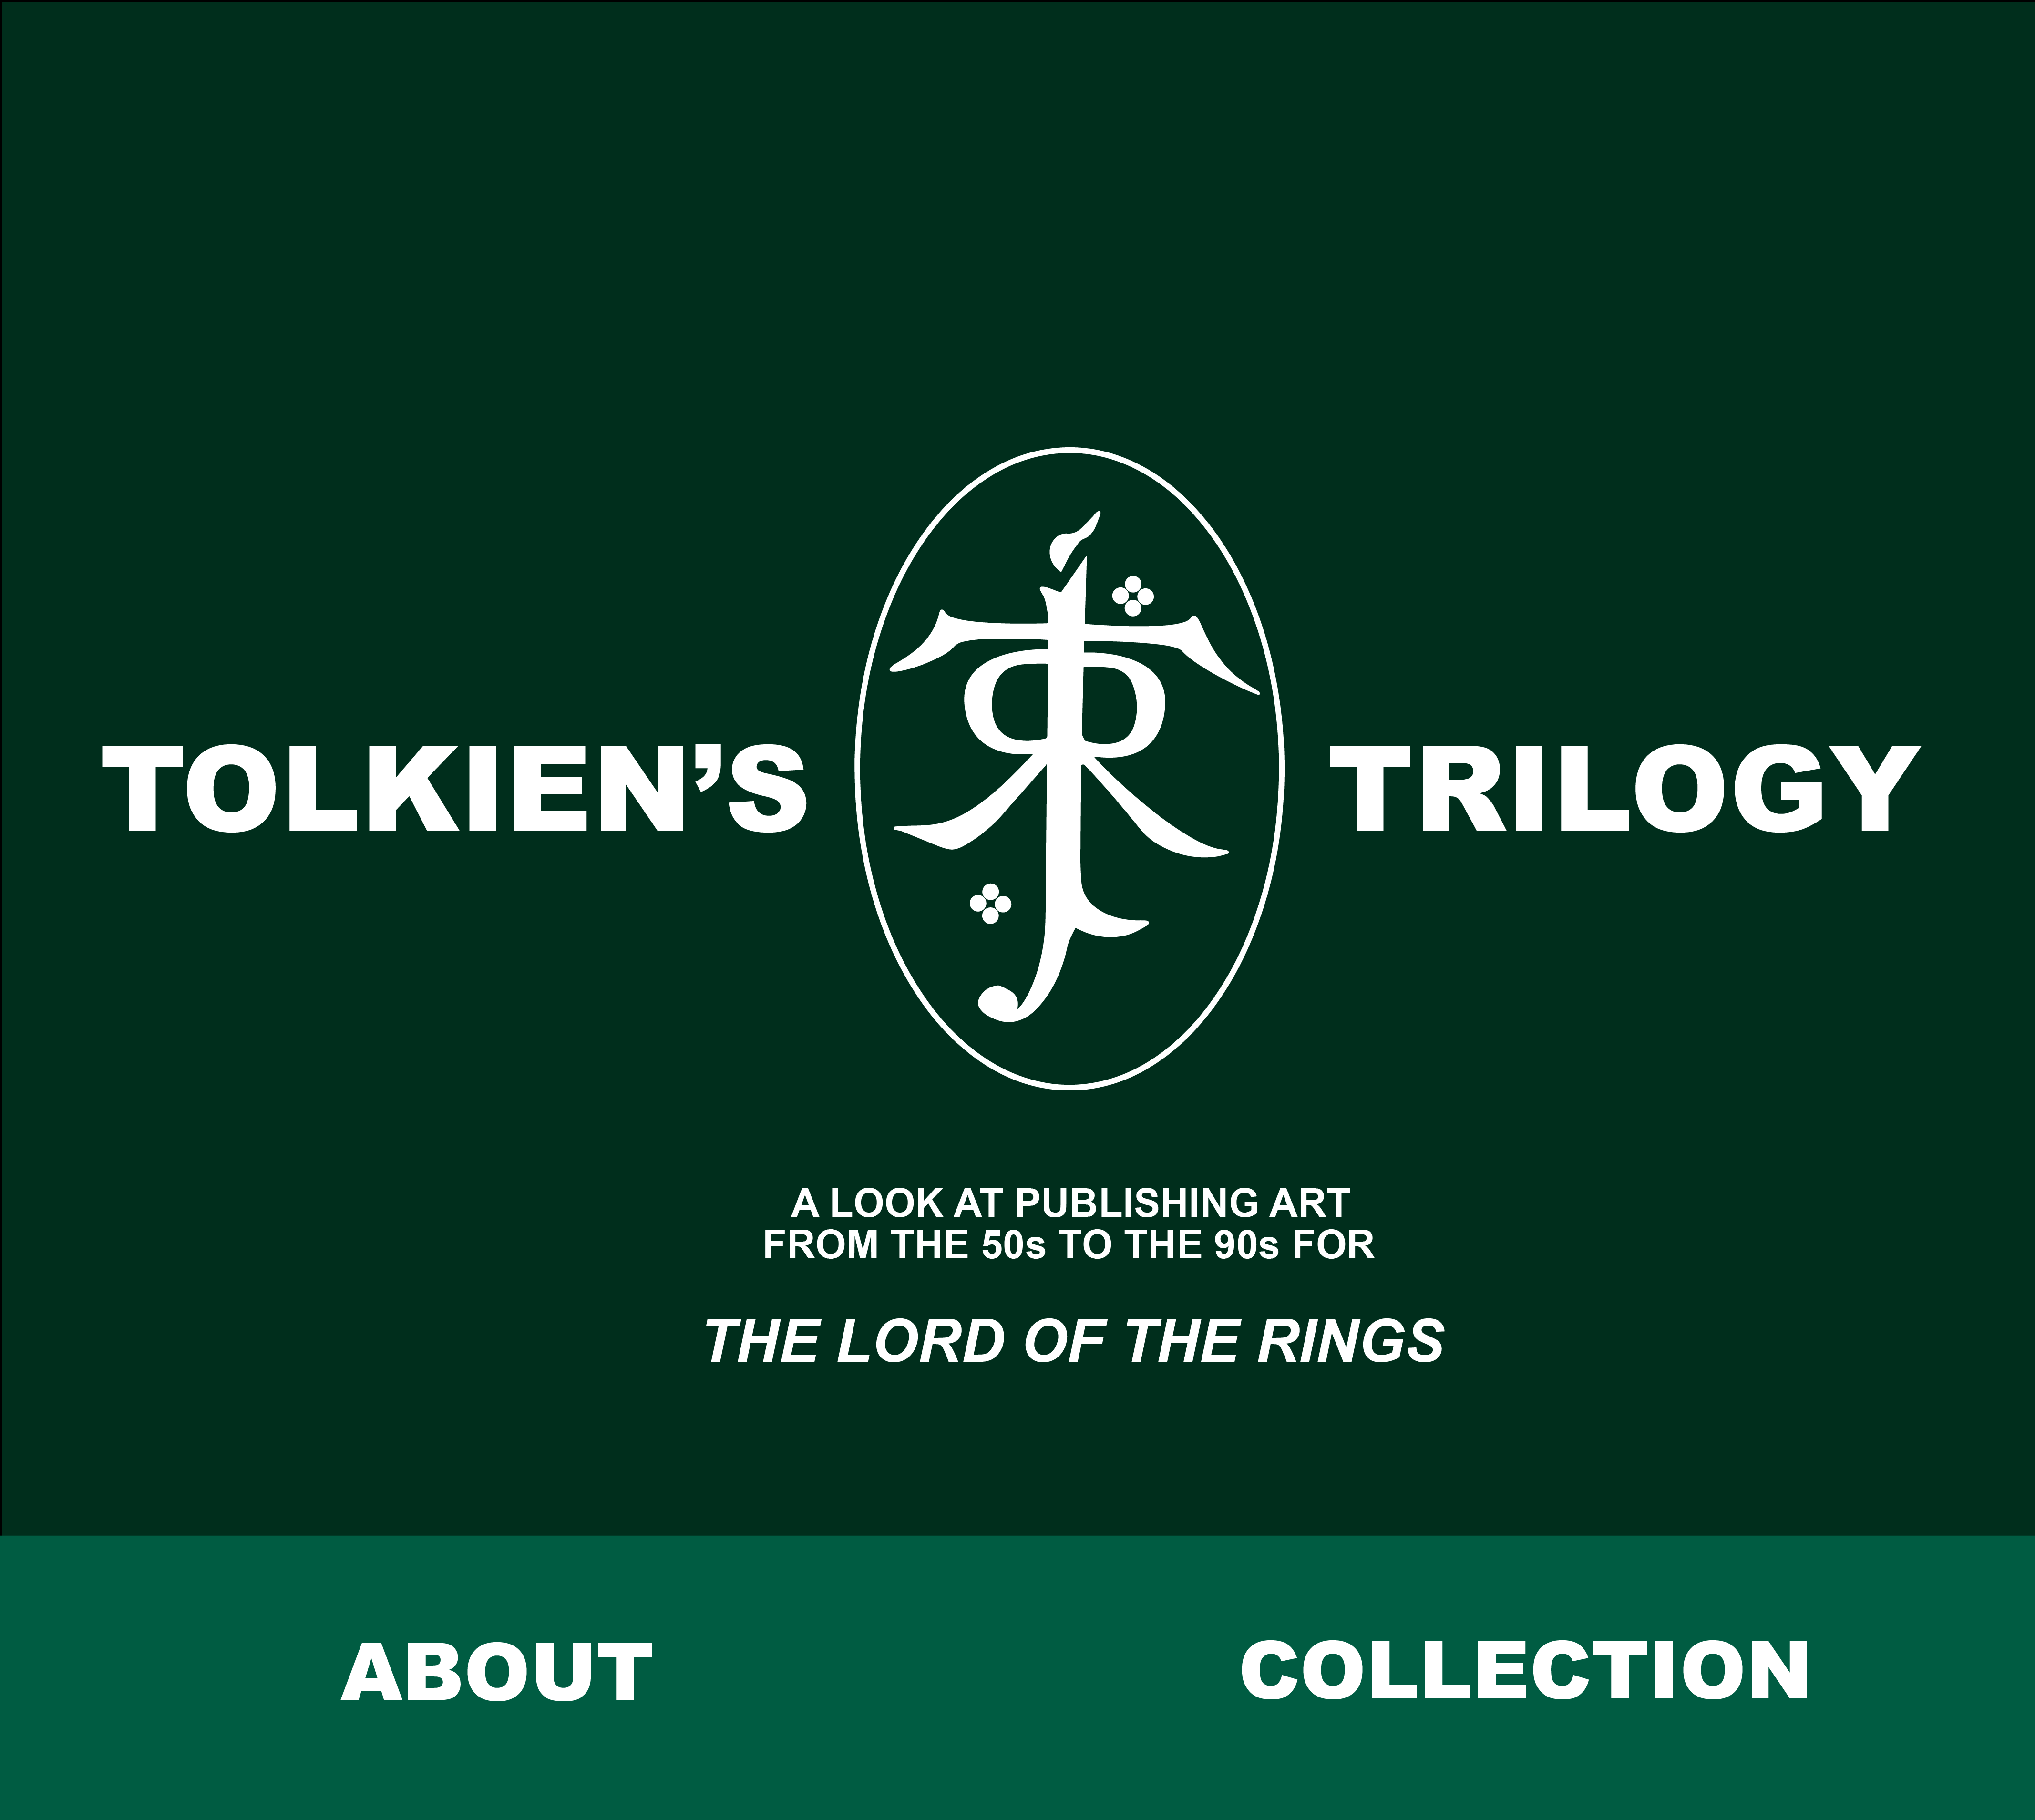 TOLKIEN’S TRILOGY
A LOOK AT PUBLISHING ART
FROM THE 50s TO THE 90s FOR
THE LORD OF THE RINGS
ABOUT COLLECTION